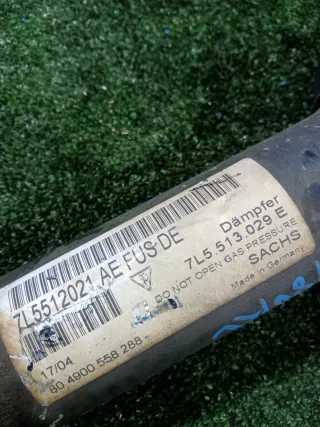 7L5512021 AE FUS DE
17/04
80 4900 558 288
Dämpfer
7L5.513.029 E
DO NOT OPEN GAS PRESSURE
SACHS
Made in Germany